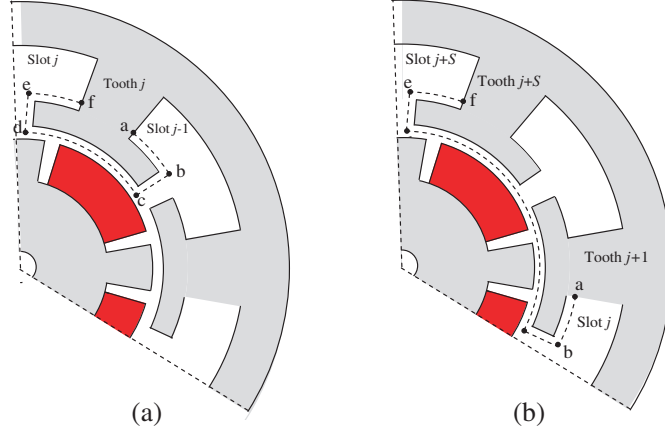 Slot j
Tooth j
e
f
a
Slot j-1
d
b
c
(a)
Slot j+S
Tooth j+S
e
f
Tooth j+1
a
Slot j
b
(b)